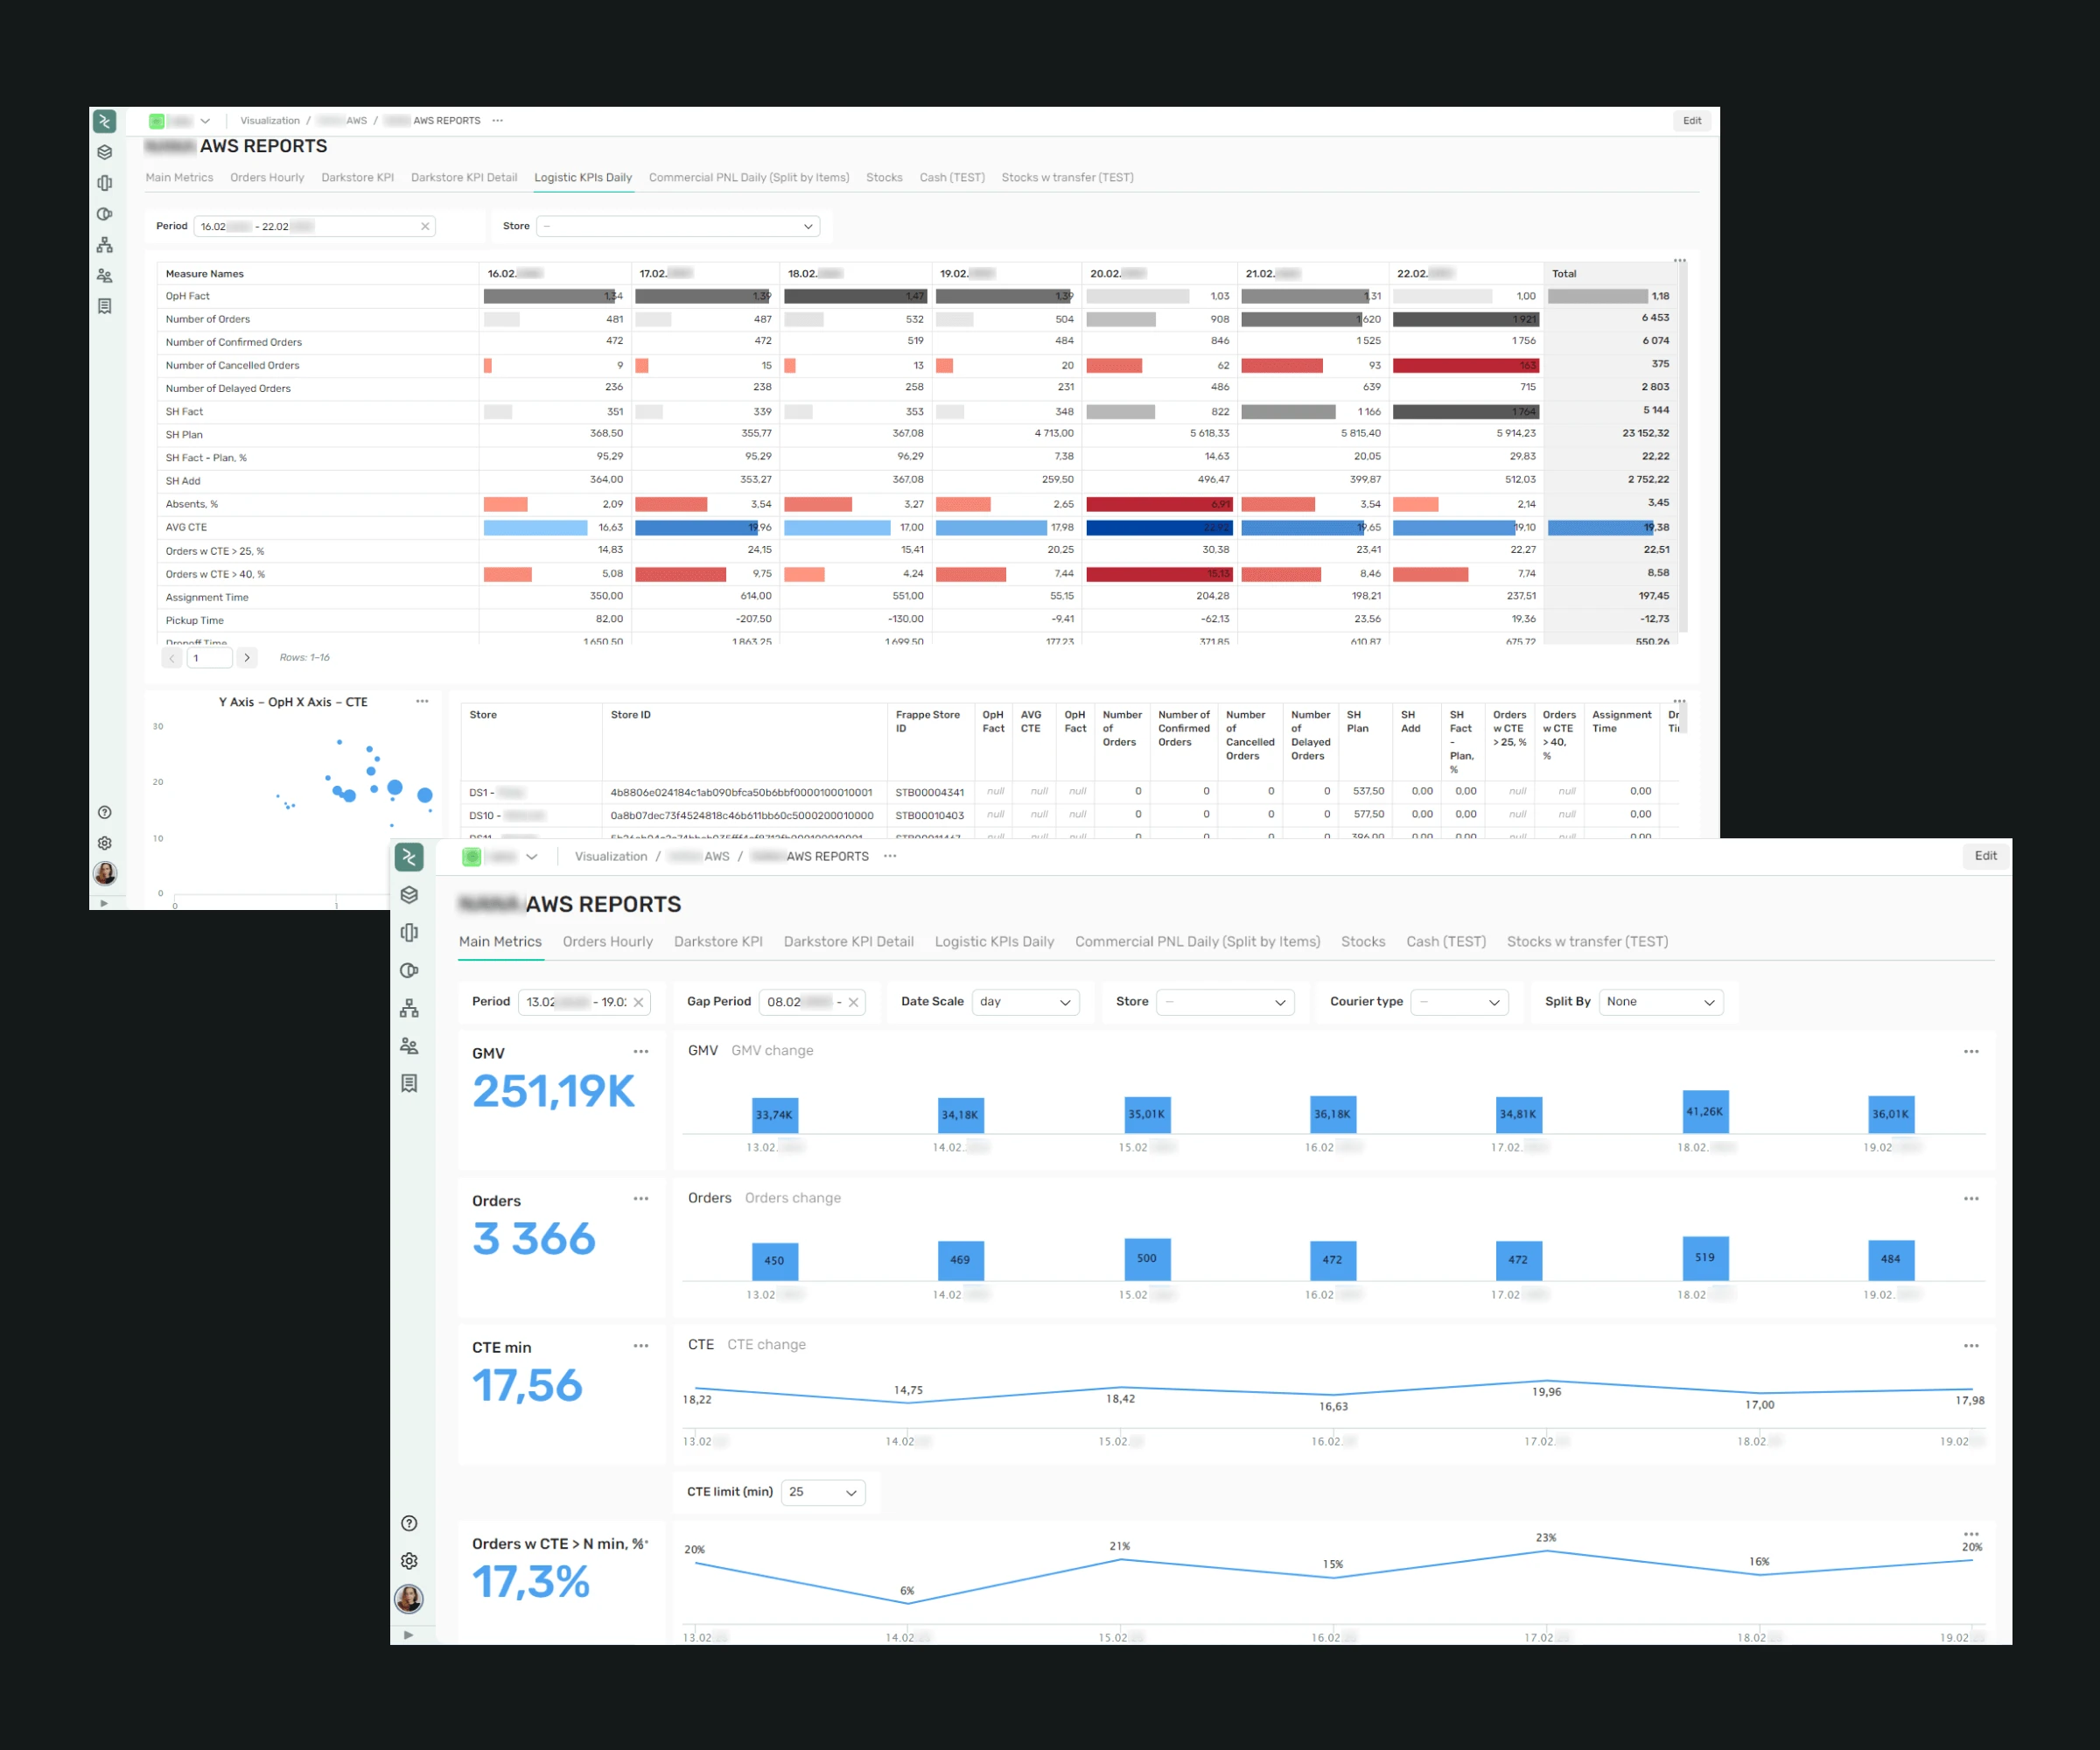 Visualization / AWS / AWS REPORTS ···
Edit
AWS REPORTS
Main Metrics Orders Hourly Darkstore KPI Darkstore KPI Detail Logistic KPIs Daily Commercial PNL Daily (Split by Items) Stocks Cash (TEST) Stocks w transfer (TEST)
Period 16.02 - 22.02 Store –
Measure Names 16.02. 17.02. 18.02. 19.02. 20.02. 21.02. 22.02. Total
OpH Fact 1,34 1,39 1,47 1,39 1,03 1,31 1,00 1,18
Number of Orders 481 487 532 504 908 1 620 1 921 6 453
Number of Confirmed Orders 472 472 519 484 846 1 525 1 756 6 074
Number of Cancelled Orders 9 15 13 20 62 93 163 375
Number of Delayed Orders 236 238 258 231 486 639 715 2 803
SH Fact 351 339 353 348 822 1 166 1 764 5 144
SH Plan 368,50 355,77 367,08 4 713,00 5 618,33 5 815,40 5 914,23 23 152,32
SH Fact - Plan, % 95,29 95,29 96,29 7,38 14,63 20,05 29,83 22,22
SH Add 364,00 353,27 367,08 259,50 496,47 399,87 512,03 2 752,22
Absents, % 2,09 3,54 3,27 2,65 6,91 3,54 2,14 3,45
AVG CTE 16,63 19,96 17,00 17,98 19,65 19,10 19,38
Orders w CTE > 25, % 14,83 24,15 15,41 20,25 30,38 23,41 22,27 22,51
Orders w CTE > 40, % 5,08 9,75 4,24 7,44 15,13 8,46 7,74 8,58
Assignment Time 350,00 614,00 551,00 55,15 204,28 198,21 237,51 197,45
Pickup Time 82,00 -207,50 -130,00 -9,41 -62,13 23,56 19,36 -12,73
Dropoff Time 1 650,50 1 863,25 1 699,50 177,23 371,85 610,87 675,72 550,26
1 Rows: 1–16
Y Axis – OpH X Axis – CTE
30
20
10
0
0 1
Store Store ID Frappe Store ID OpH Fact AVG CTE OpH Fact Number of Orders Number of Confirmed Orders Number of Cancelled Orders Number of Delayed Orders SH Plan SH Add SH Fact - Plan, % Orders w CTE > 25, % Orders w CTE > 40, % Assignment Time
DS1 - 4b8806e024184c1ab090bfca50b6bbf0000100010001 STB00004341 null null null 0 0 0 0 537,50 0,00 0,00 null null 0,00
DS10 - 0a8b07dec73f4524818c46b611bb60c5000200010000 STB00010403 null null null 0 0 0 0 577,50 0,00 0,00 null null 0,00
Visualization / AWS / AWS REPORTS ···
Edit
AWS REPORTS
Main Metrics Orders Hourly Darkstore KPI Darkstore KPI Detail Logistic KPIs Daily Commercial PNL Daily (Split by Items) Stocks Cash (TEST) Stocks w transfer (TEST)
Period 13.02 - 19.0 Gap Period 08.02 - Date Scale day Store – Courier type – Split By None
GMV
251,19K
GMV GMV change
33,74K 34,18K 35,01K 36,18K 34,81K 41,26K 36,01K
13.02. 14.02. 15.02 16.02 17.02. 18.02. 19.02
Orders
3 366
Orders Orders change
450 469 500 472 472 519 484
13.02 14.02 15.02 16.02 17.02 18.02 19.02.
CTE min
17,56
CTE CTE change
18,22 14,75 18,42 16,63 19,96 17,00 17,98
13.02 14.02 15.02. 16.02. 17.02. 18.02 19.02
CTE limit (min) 25
Orders w CTE > N min, %
17,3%
20% 6% 21% 15% 23% 16% 20%
13.02 14.02 15.02 16.02 17.02 18.02 19.02